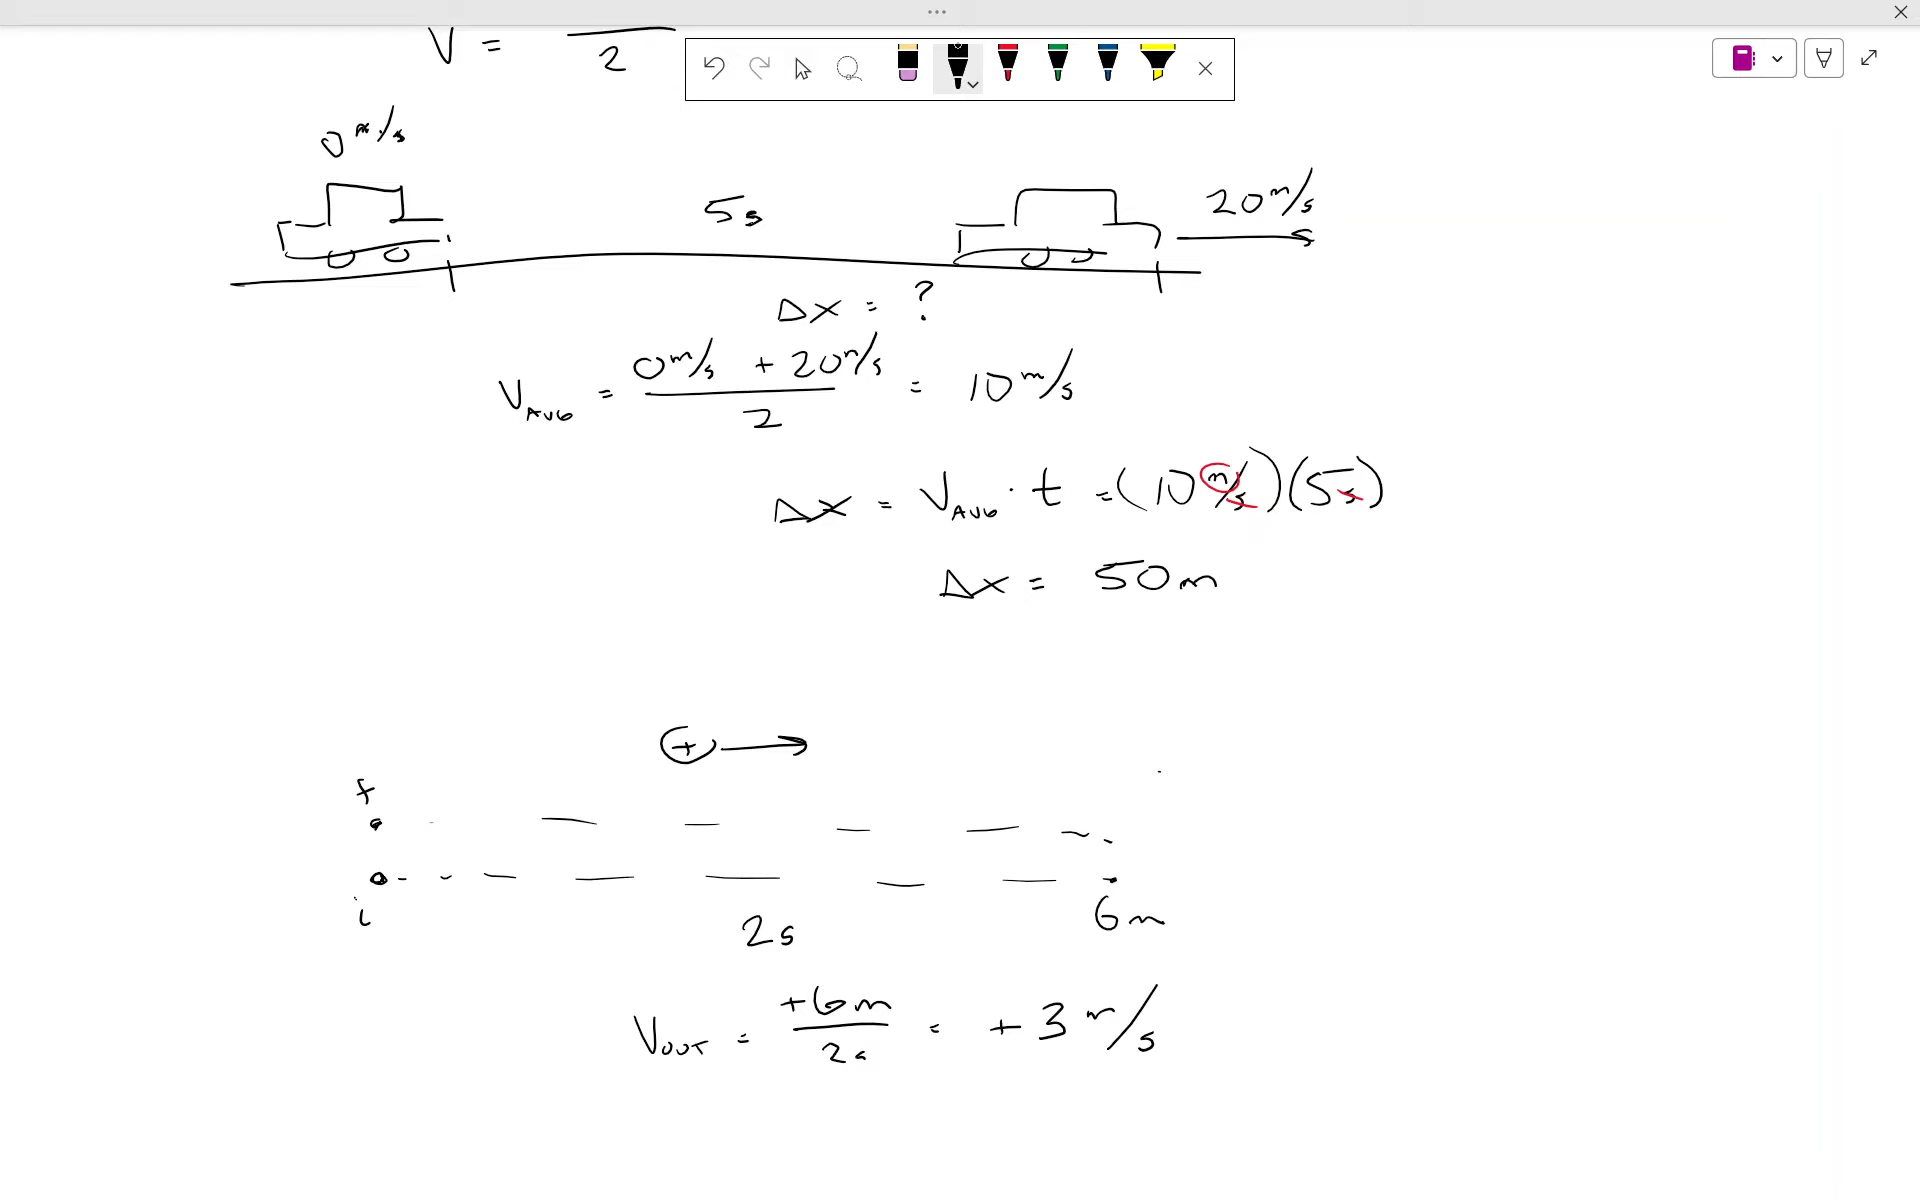 V = 
2
0 m/s
5s
20 m/s
Δx = ?
V_AVG = (0 m/s + 20 m/s) / 2 = 10 m/s
Δx = V_AVG · t = (10 m/s)(5s)
Δx = 50m
+
f
i
2s
6m
V_OUT = +6m / 2s = +3 m/s